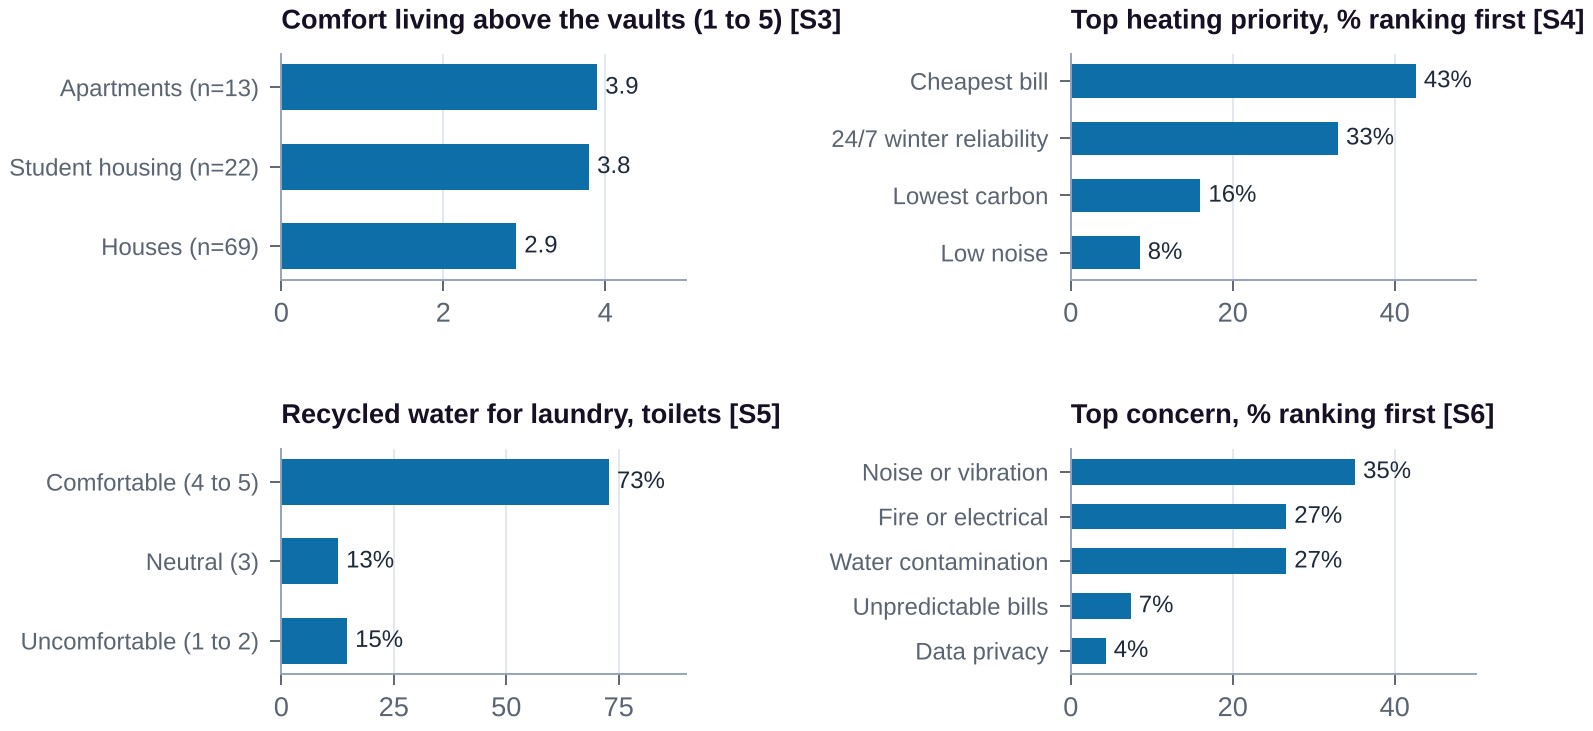 Comfort living above the vaults (1 to 5) [S3]
Apartments (n=13)
3.9
Student housing (n=22)
3.8
Houses (n=69)
2.9
0 2 4
Top heating priority, % ranking first [S4]
Cheapest bill
43%
24/7 winter reliability
33%
Lowest carbon
16%
Low noise
8%
0 20 40
Recycled water for laundry, toilets [S5]
Comfortable (4 to 5)
73%
Neutral (3)
13%
Uncomfortable (1 to 2)
15%
0 25 50 75
Top concern, % ranking first [S6]
Noise or vibration
35%
Fire or electrical
27%
Water contamination
27%
Unpredictable bills
7%
Data privacy
4%
0 20 40